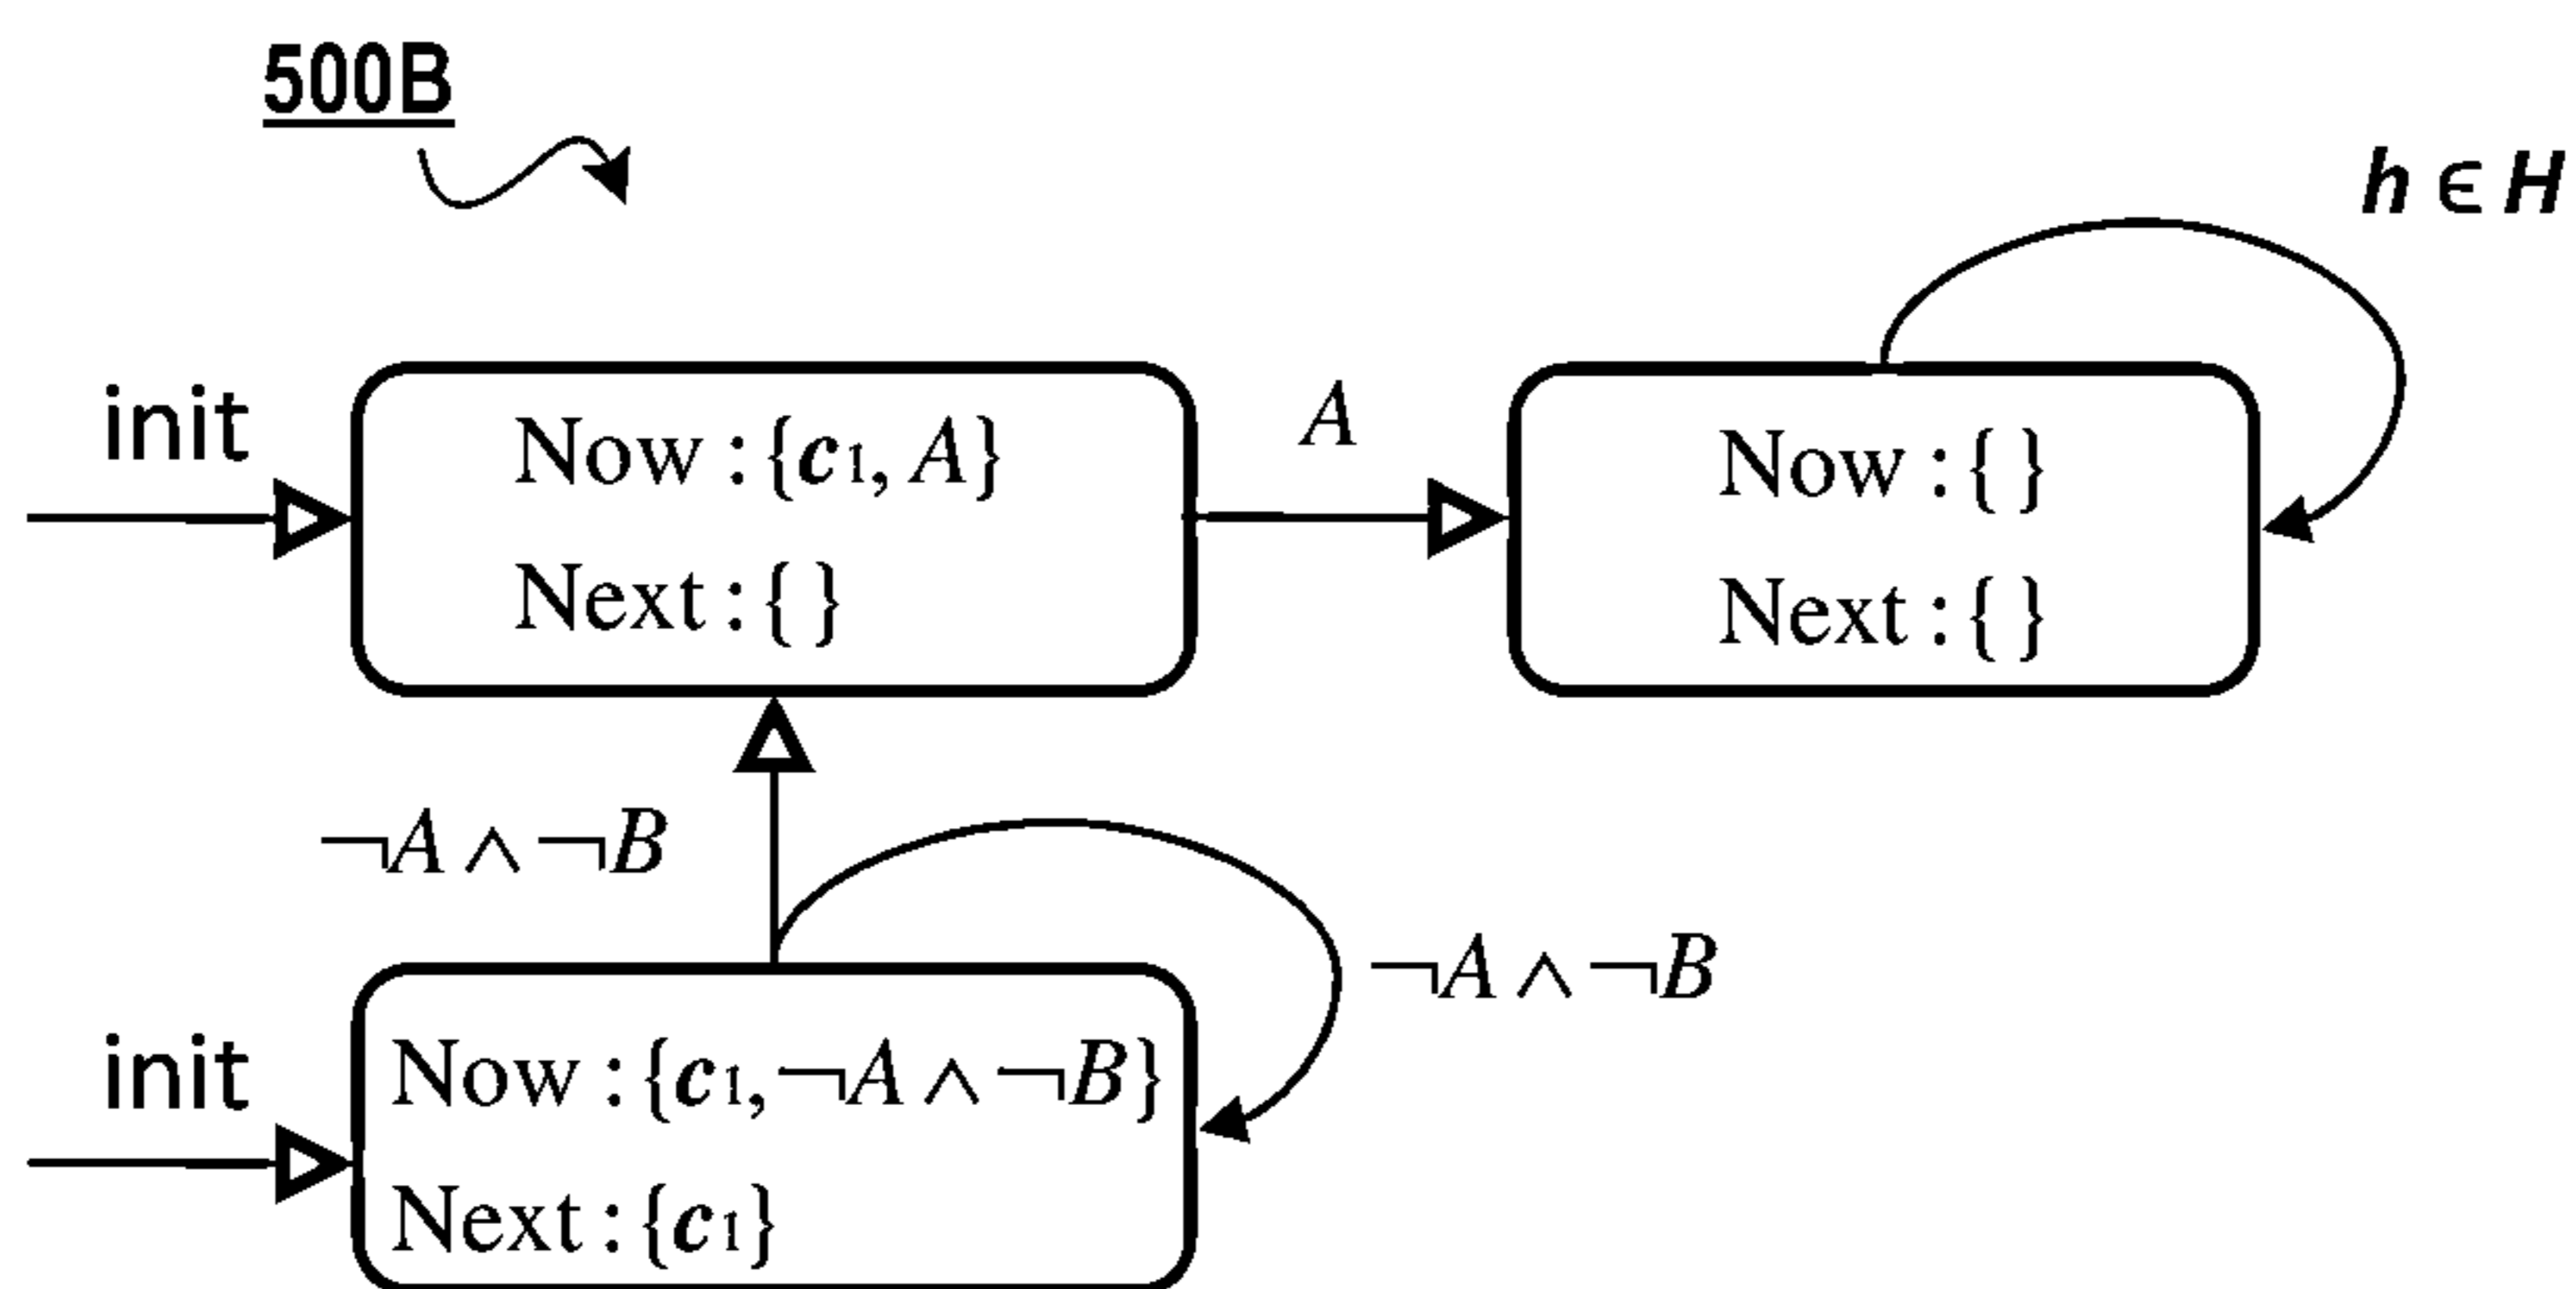 500B
h ∈ H
init
Now : {c1, A}
Next : { }
A
Now : { }
Next : { }
¬A ∧ ¬B
¬A ∧ ¬B
init
Now : {c1, ¬A ∧ ¬B}
Next : {c1}